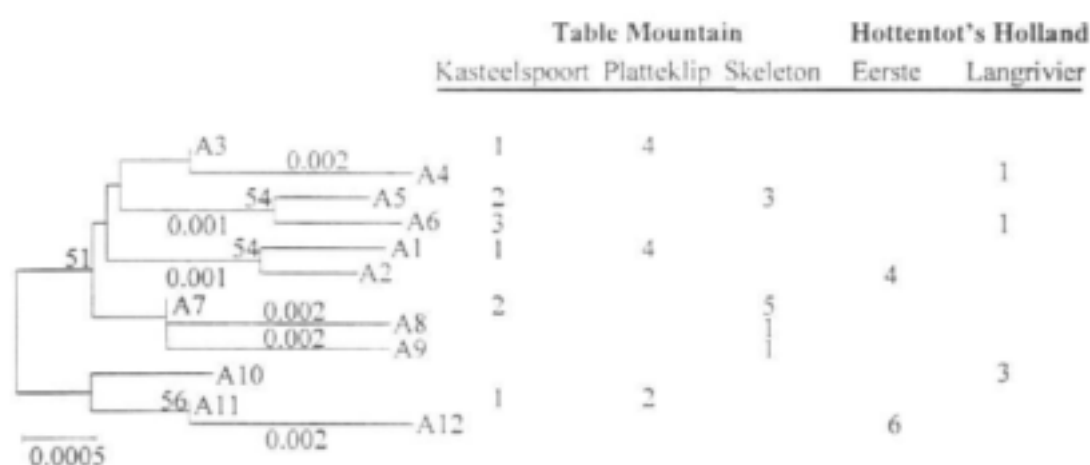 Table Mountain Hottentot's Holland
Kasteelspoort Platteklip Skeleton Eerste Langrivier
A3 1 4
0.002 A4 1
54 A5 2 3
0.001 A6 3 1
54 A1 1 4
51
0.001 A2 4
A7 2 5
0.002 A8 1
0.002 A9 1
A10 3
56 A11 1 2
0.002 A12 6
0.0005